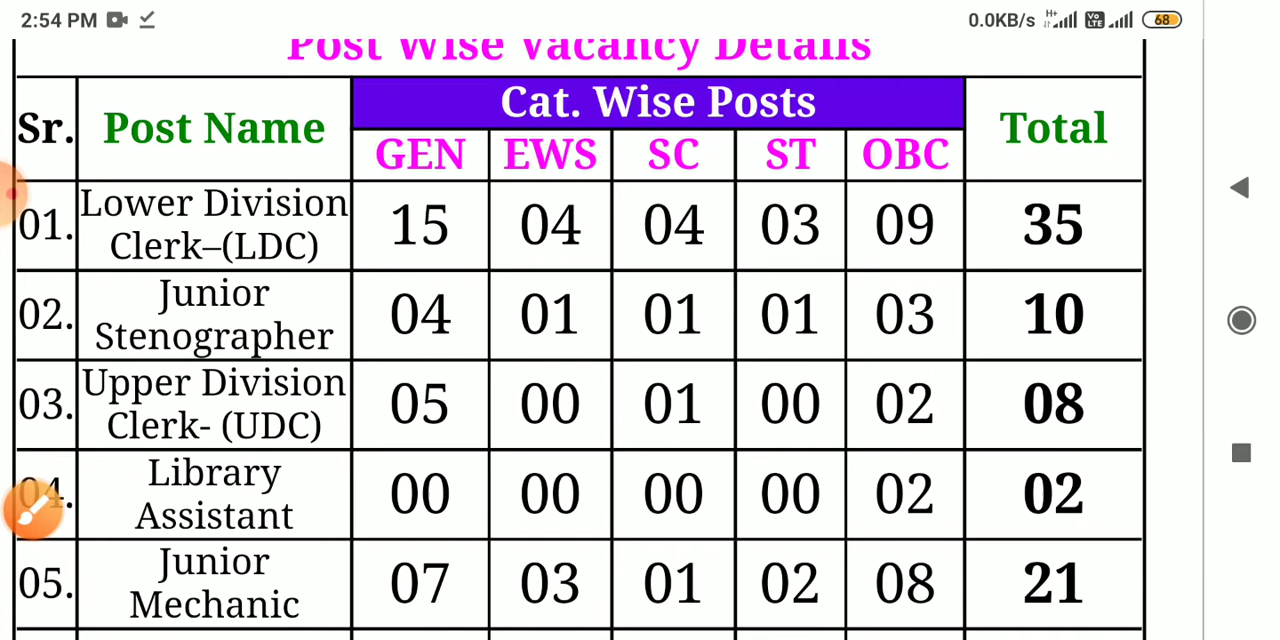 2:54 PM
0.0KB/s H+ Vo LTE 68
Post Wise Vacancy Details
Sr. Post Name Cat. Wise Posts Total
GEN EWS SC ST OBC
01. Lower Division Clerk–(LDC) 15 04 04 03 09 35
02. Junior Stenographer 04 01 01 01 03 10
03. Upper Division Clerk- (UDC) 05 00 01 00 02 08
04. Library Assistant 00 00 00 00 02 02
05. Junior Mechanic 07 03 01 02 08 21